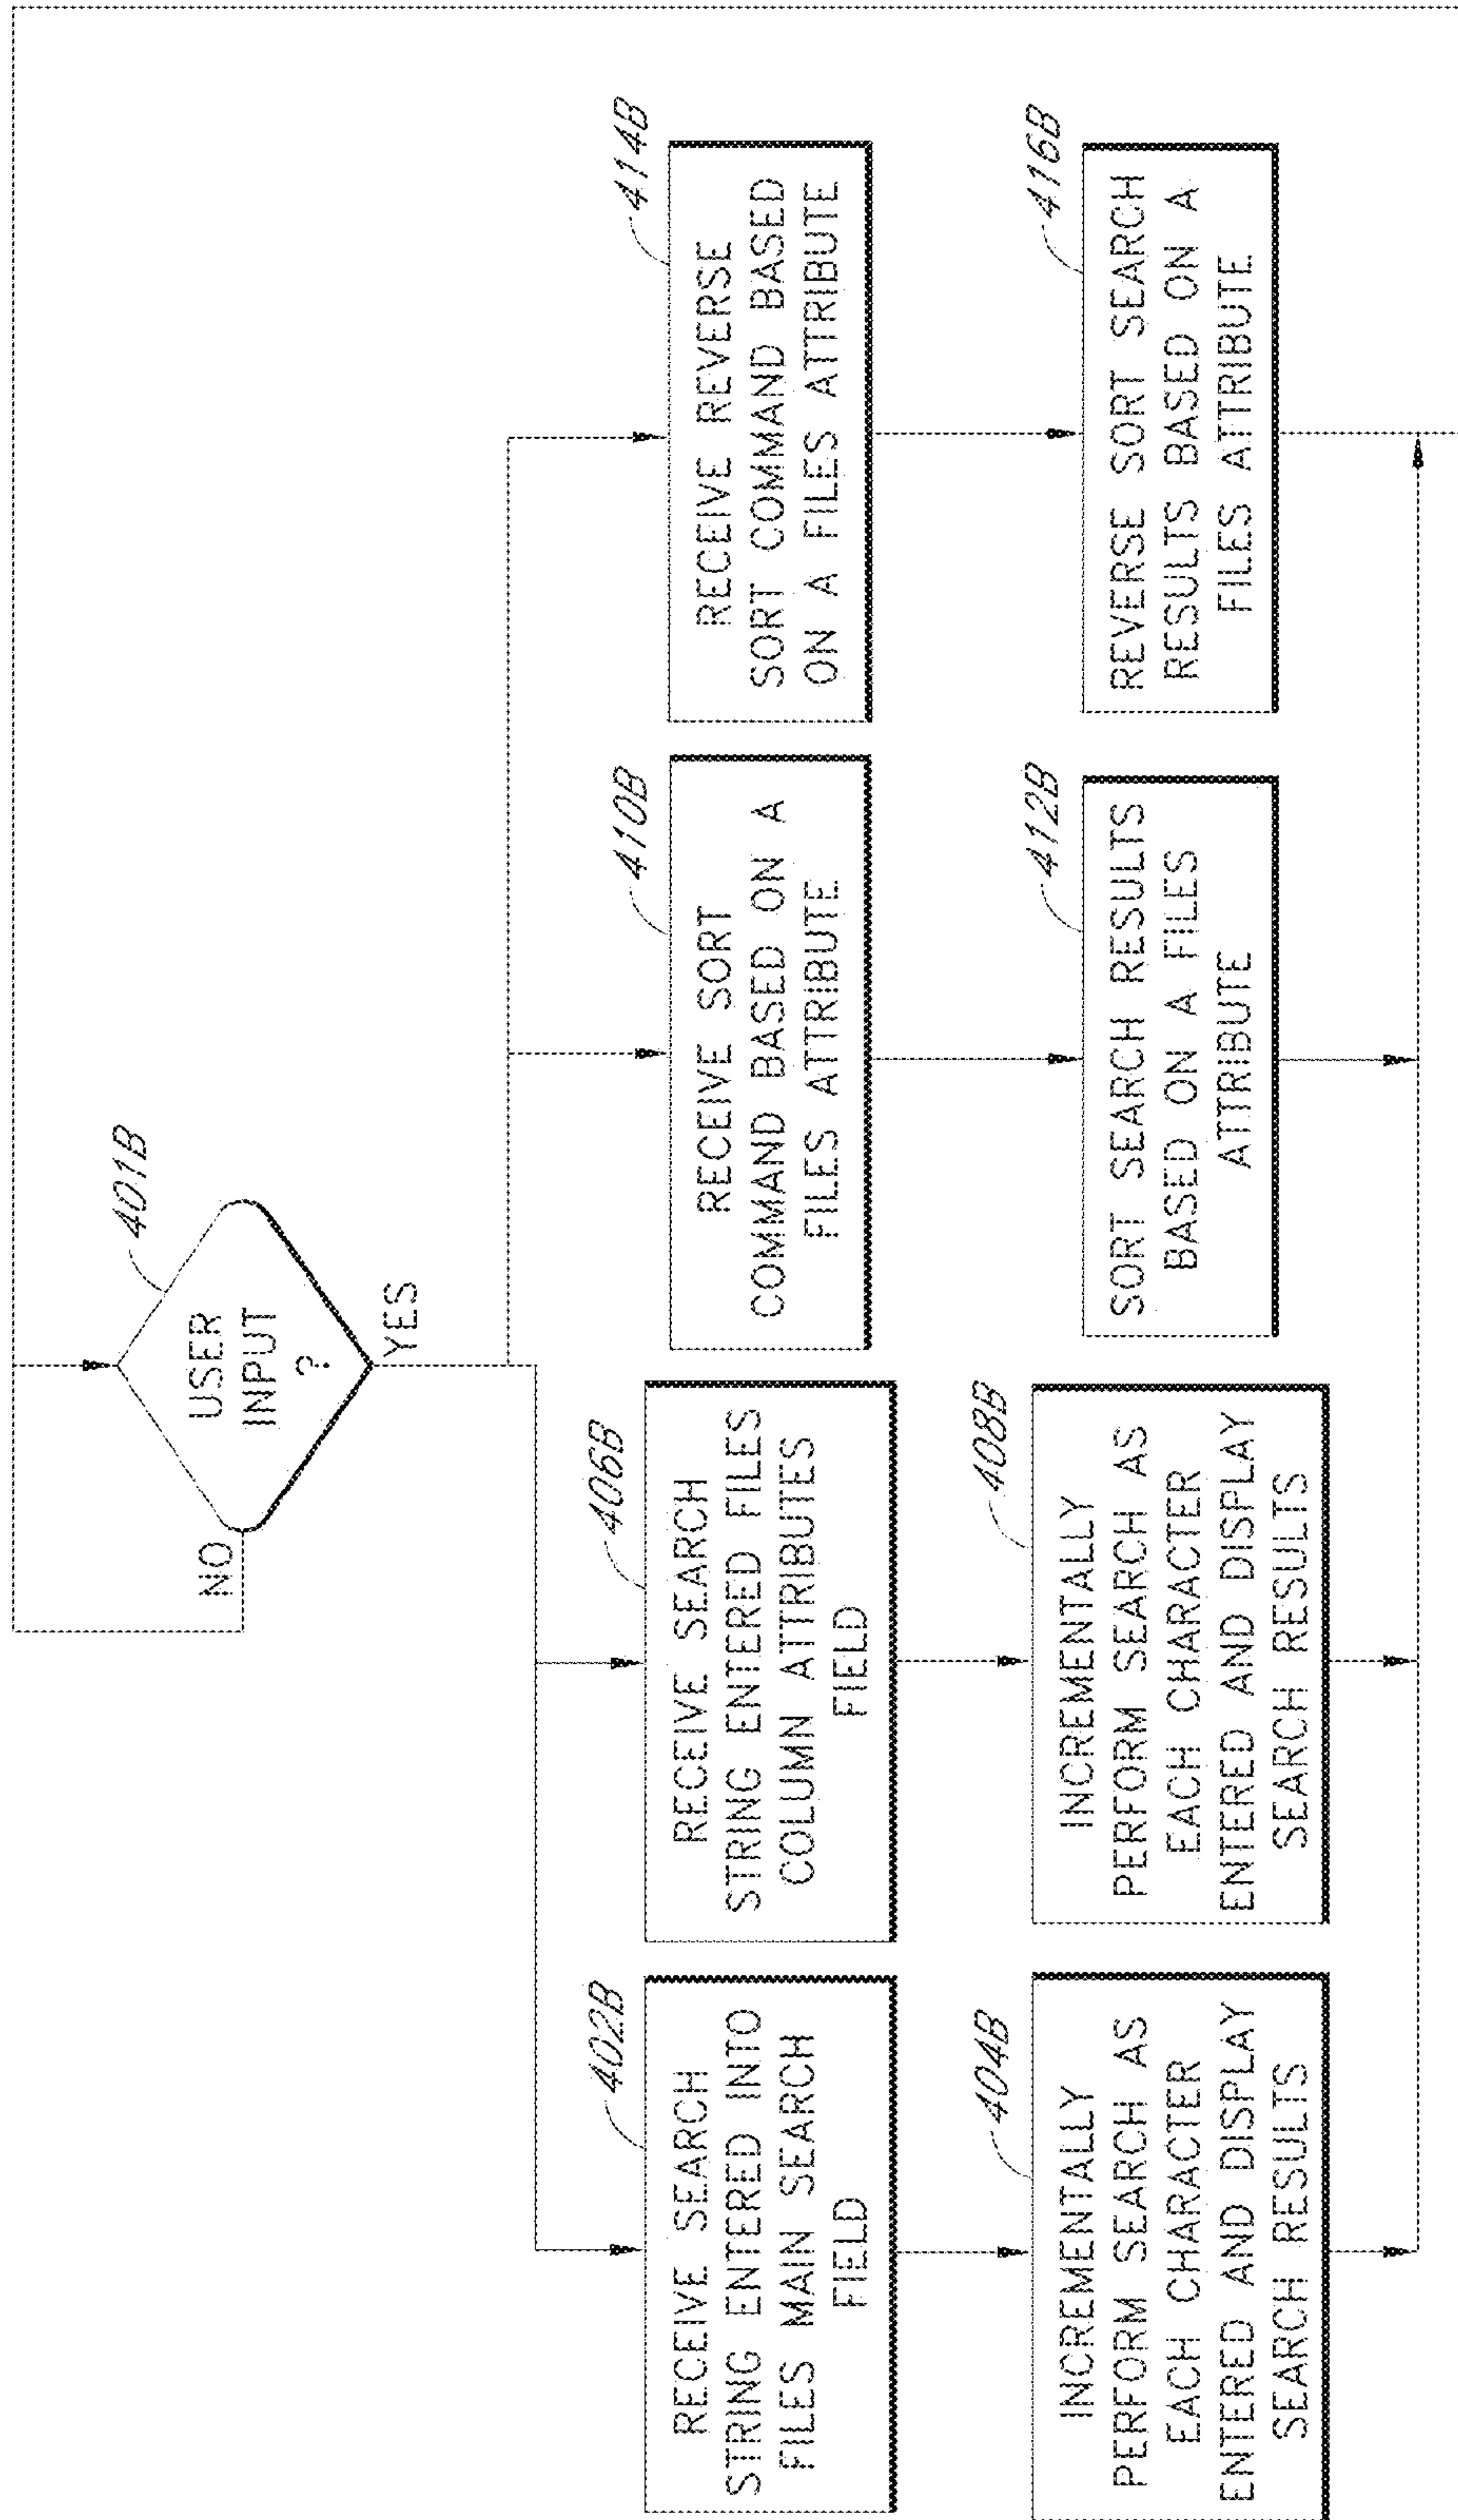 401B
USER
INPUT
?
NO
YES
402B
RECEIVE SEARCH
STRING ENTERED INTO
FILES MAIN SEARCH
FIELD
406B
RECEIVE SEARCH
STRING ENTERED FILES
COLUMN ATTRIBUTES
FIELD
410B
RECEIVE SORT
COMMAND BASED ON A
FILES ATTRIBUTE
414B
RECEIVE REVERSE
SORT COMMAND BASED
ON A FILES ATTRIBUTE
404B
INCREMENTALLY
PERFORM SEARCH AS
EACH CHARACTER
ENTERED AND DISPLAY
SEARCH RESULTS
408B
INCREMENTALLY
PERFORM SEARCH AS
EACH CHARACTER
ENTERED AND DISPLAY
SEARCH RESULTS
412B
SORT SEARCH RESULTS
BASED ON A FILES
ATTRIBUTE
416B
REVERSE SORT SEARCH
RESULTS BASED ON A
FILES ATTRIBUTE